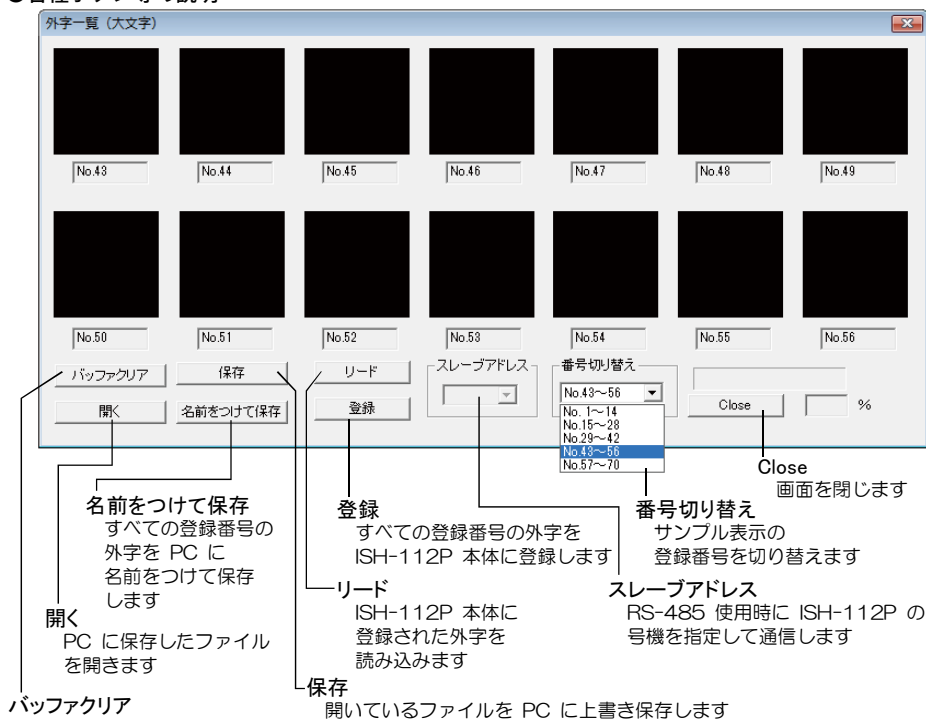 外字一覧 (大文字)
No.43 No.44 No.45 No.46 No.47 No.48 No.49
No.50 No.51 No.52 No.53 No.54 No.55 No.56
バッファクリア 保存 リード スレーブアドレス 番号切り替え
No.43～56
開く 名前をつけて保存 登録 Close %
No. 1～14
No.15～28
No.29～42
No.43～56
No.57～70
Close
画面を閉じます
名前をつけて保存
すべての登録番号の
外字を PC に
名前をつけて保存
します
登録
すべての登録番号の外字を
ISH-112P 本体に登録します
番号切り替え
サンプル表示の
登録番号を切り替えます
リード
ISH-112P 本体に
登録された外字を
読み込みます
スレーブアドレス
RS-485 使用時に ISH-112P の
号機を指定して通信します
開く
PC に保存したファイル
を開きます
保存
開いているファイルを PC に上書き保存します
バッファクリア